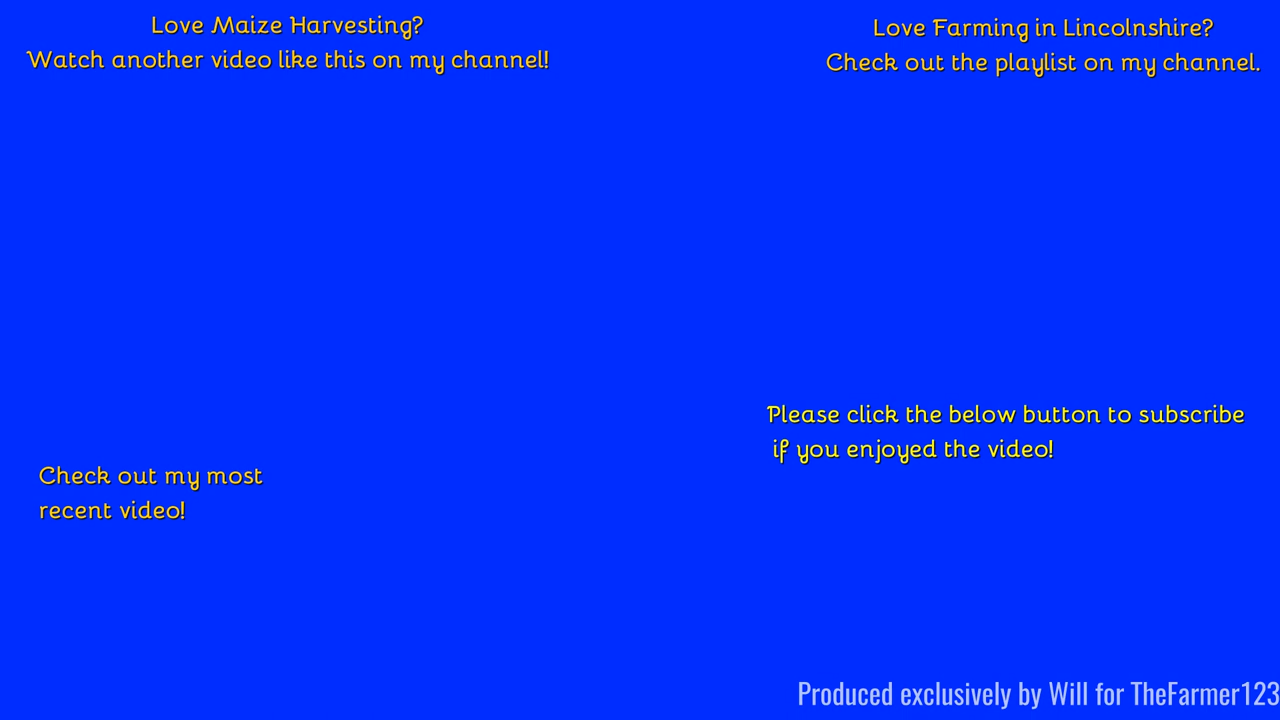 Love Maize Harvesting?
Watch another video like this on my channel!
Love Farming in Lincolnshire?
Check out the playlist on my channel.
Please click the below button to subscribe
if you enjoyed the video!
Check out my most
recent video!
Produced exclusively by Will for TheFarmer123